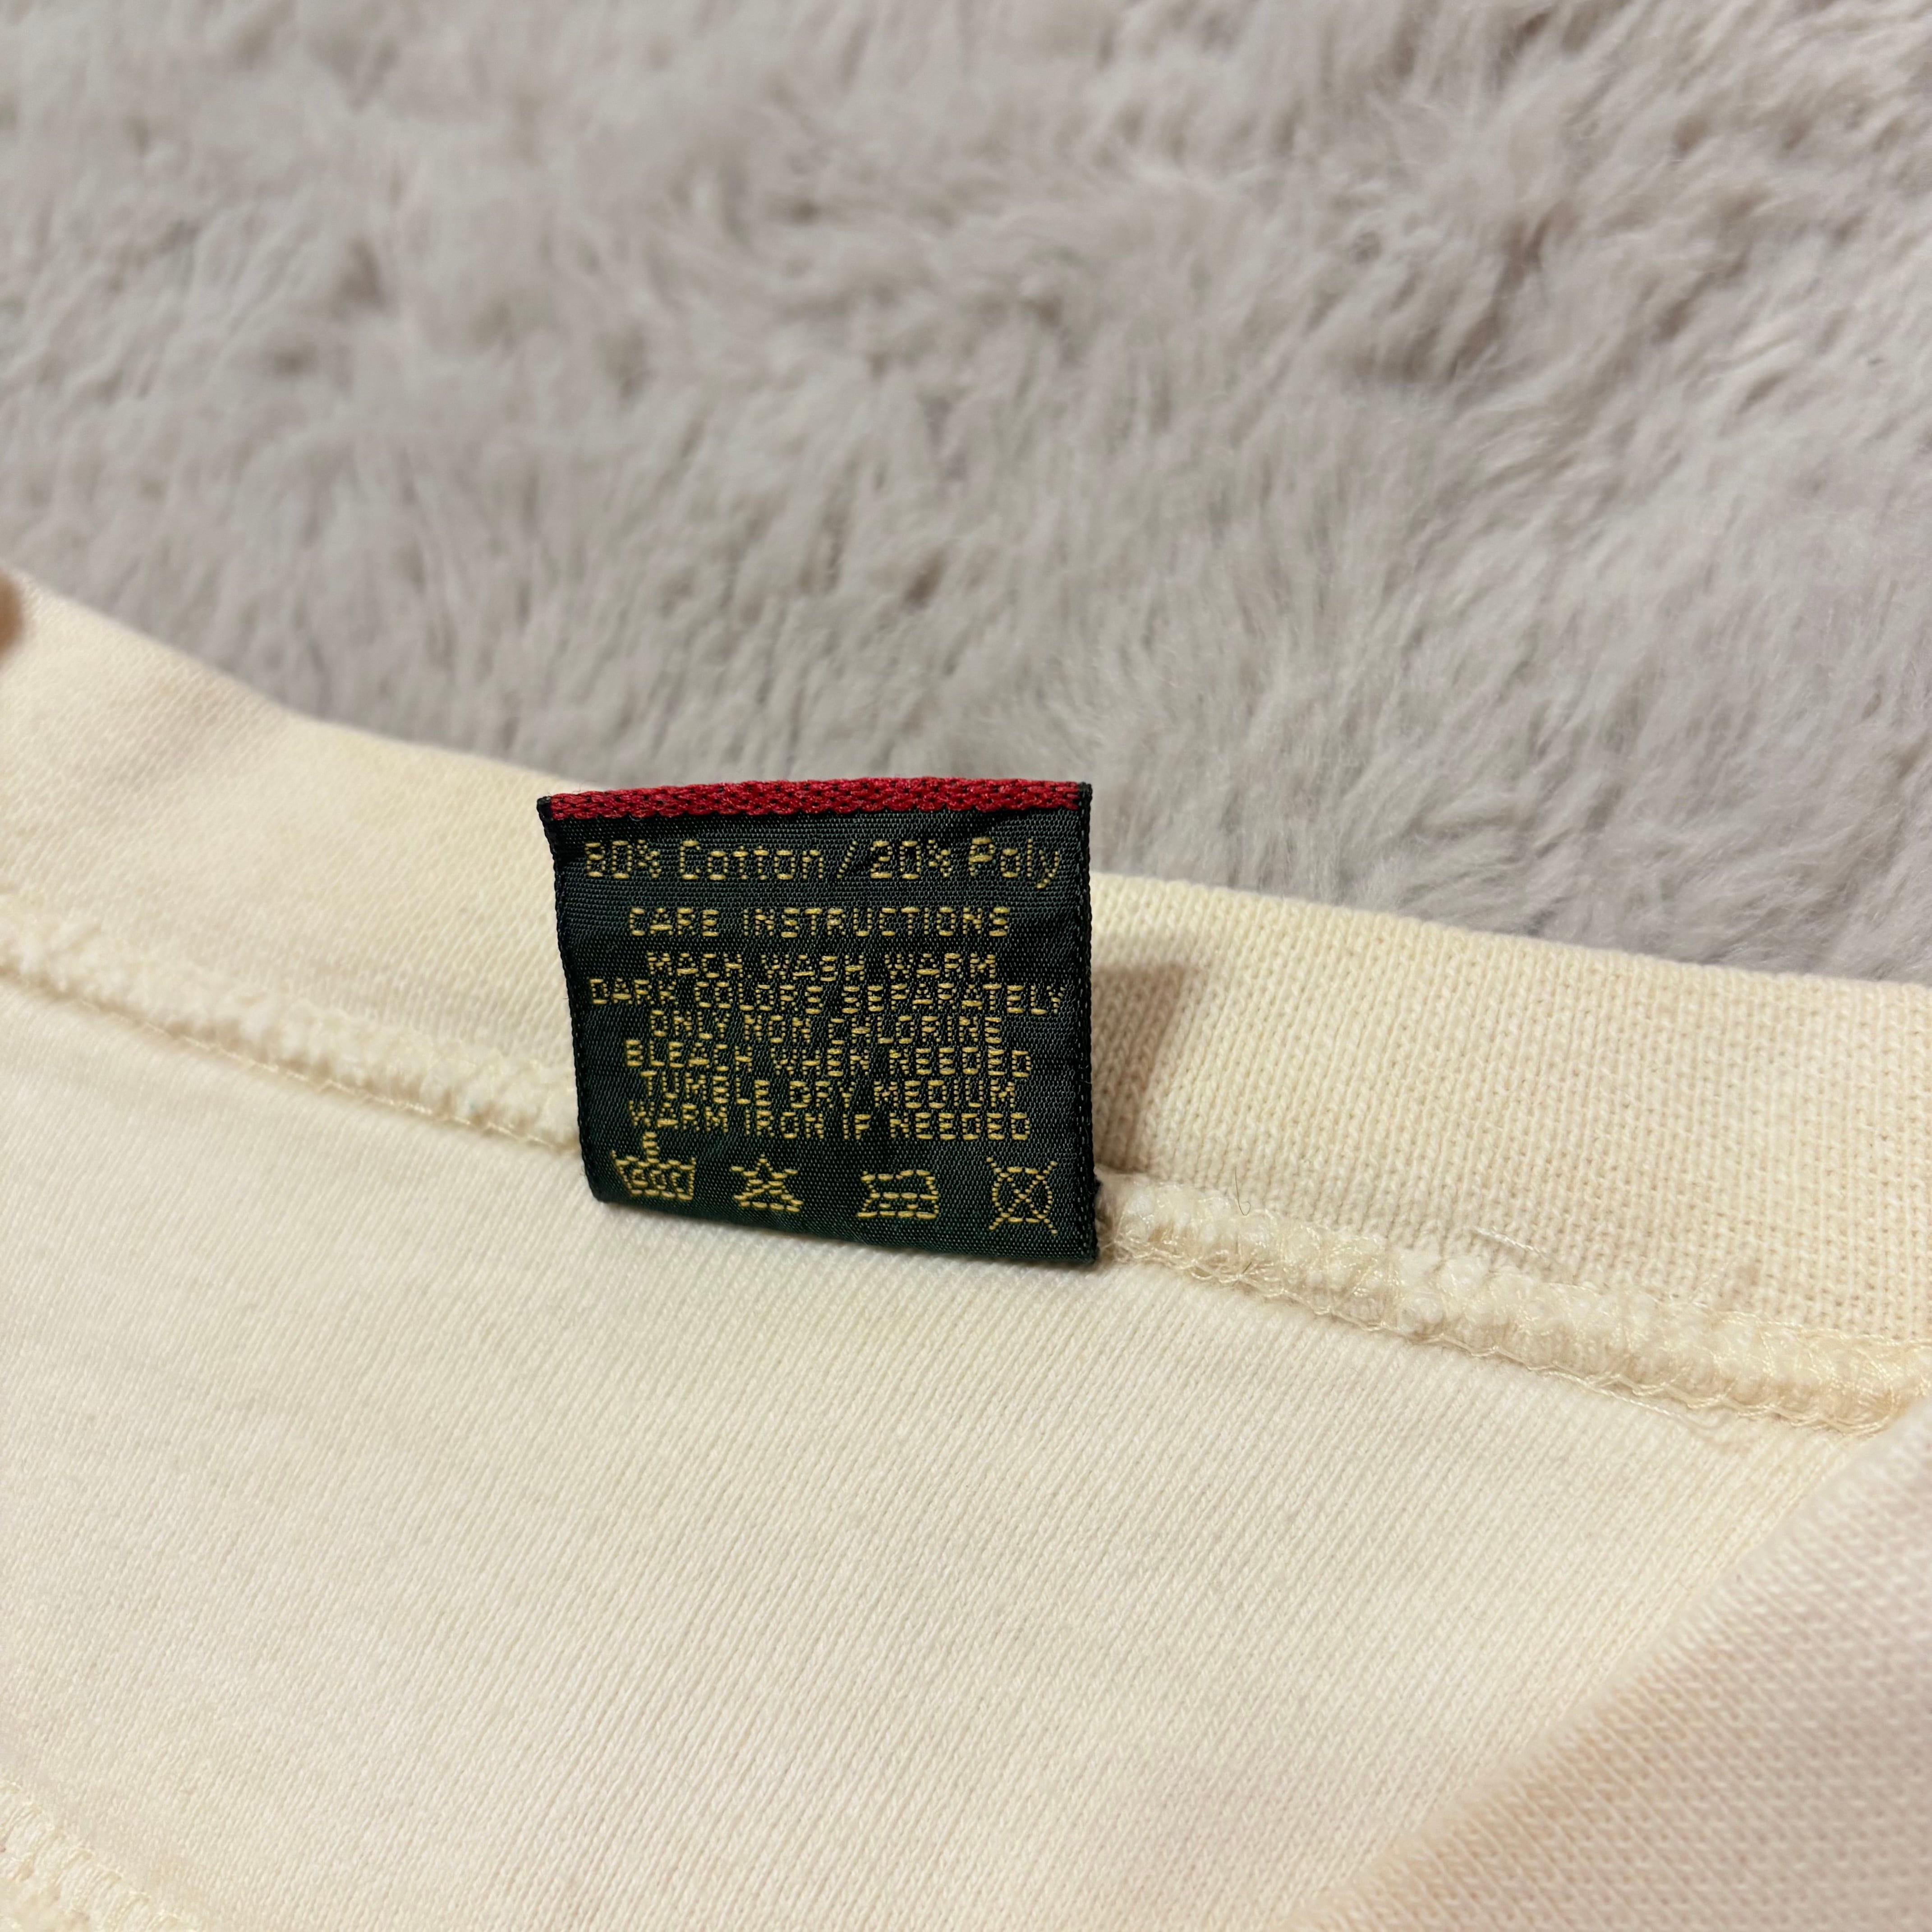 80% Cotton / 20% Poly
CARE INSTRUCTIONS
MACH WASH WARM
DARK COLORS SEPARATELY
ONLY NON CHLORINE
BLEACH WHEN NEEDED
TUMBLE DRY MEDIUM
WARM IRON IF NEEDED